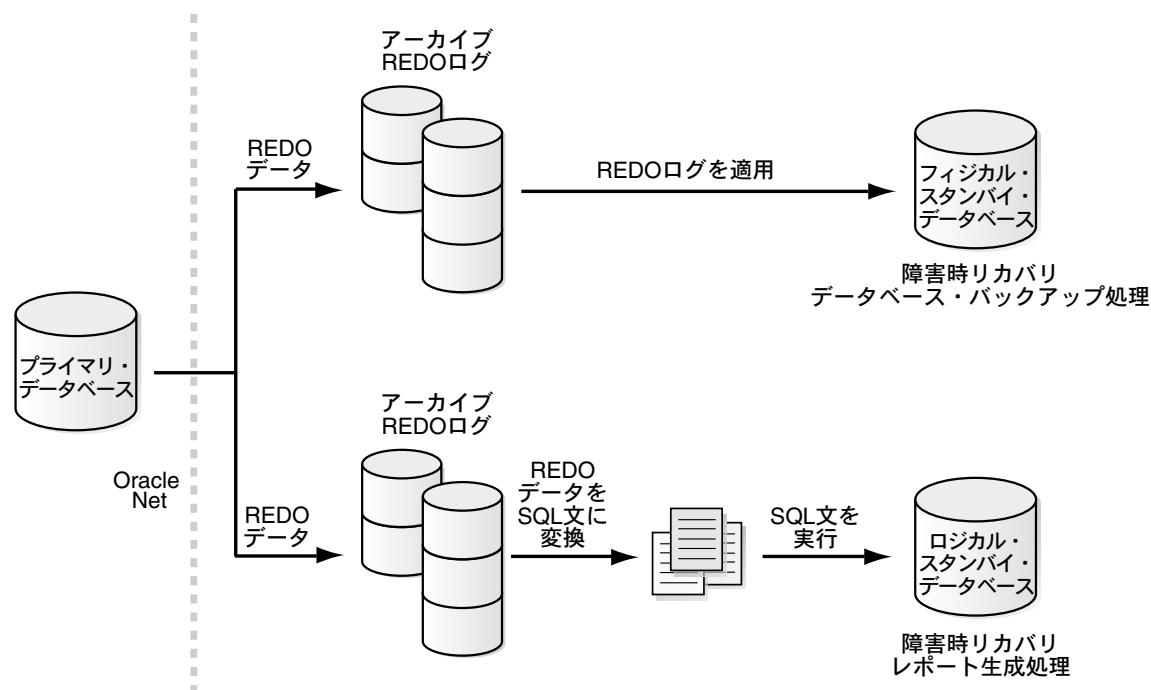 アーカイブ
REDOログ
REDO
データ
REDOログを適用
フィジカル・
スタンバイ・
データベース
障害時リカバリ
データベース・バックアップ処理
プライマリ・
データベース
Oracle
Net
アーカイブ
REDOログ
REDO
データ
REDO
データを
SQL文に
変換
SQL文を
実行
ロジカル・
スタンバイ・
データベース
障害時リカバリ
レポート生成処理